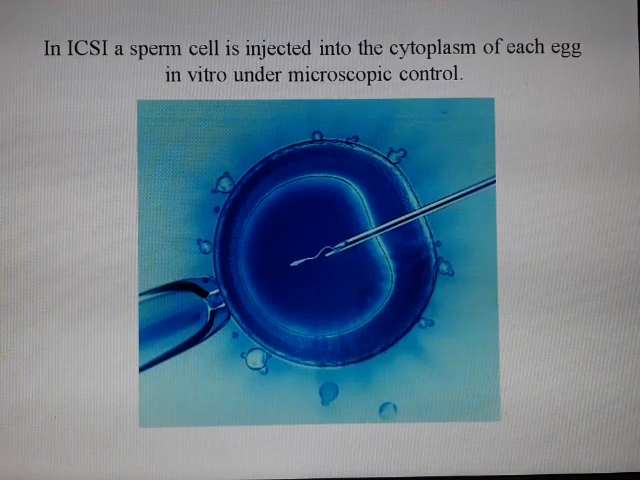 In ICSI a sperm cell is injected into the cytoplasm of each egg
in vitro under microscopic control.